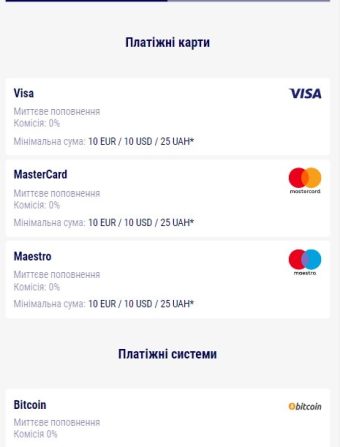 Платіжні карти
Visa
VISA
Миттєве поповнення
Комісія: 0%
Мінімальна сума: 10 EUR / 10 USD / 25 UAH*
MasterCard
mastercard
Миттєве поповнення
Комісія: 0%
Мінімальна сума: 10 EUR / 10 USD / 25 UAH*
Maestro
maestro
Миттєве поповнення
Комісія: 0%
Мінімальна сума: 10 EUR / 10 USD / 25 UAH*
Платіжні системи
Bitcoin
bitcoin
Миттєве поповнення
Комісія 0%